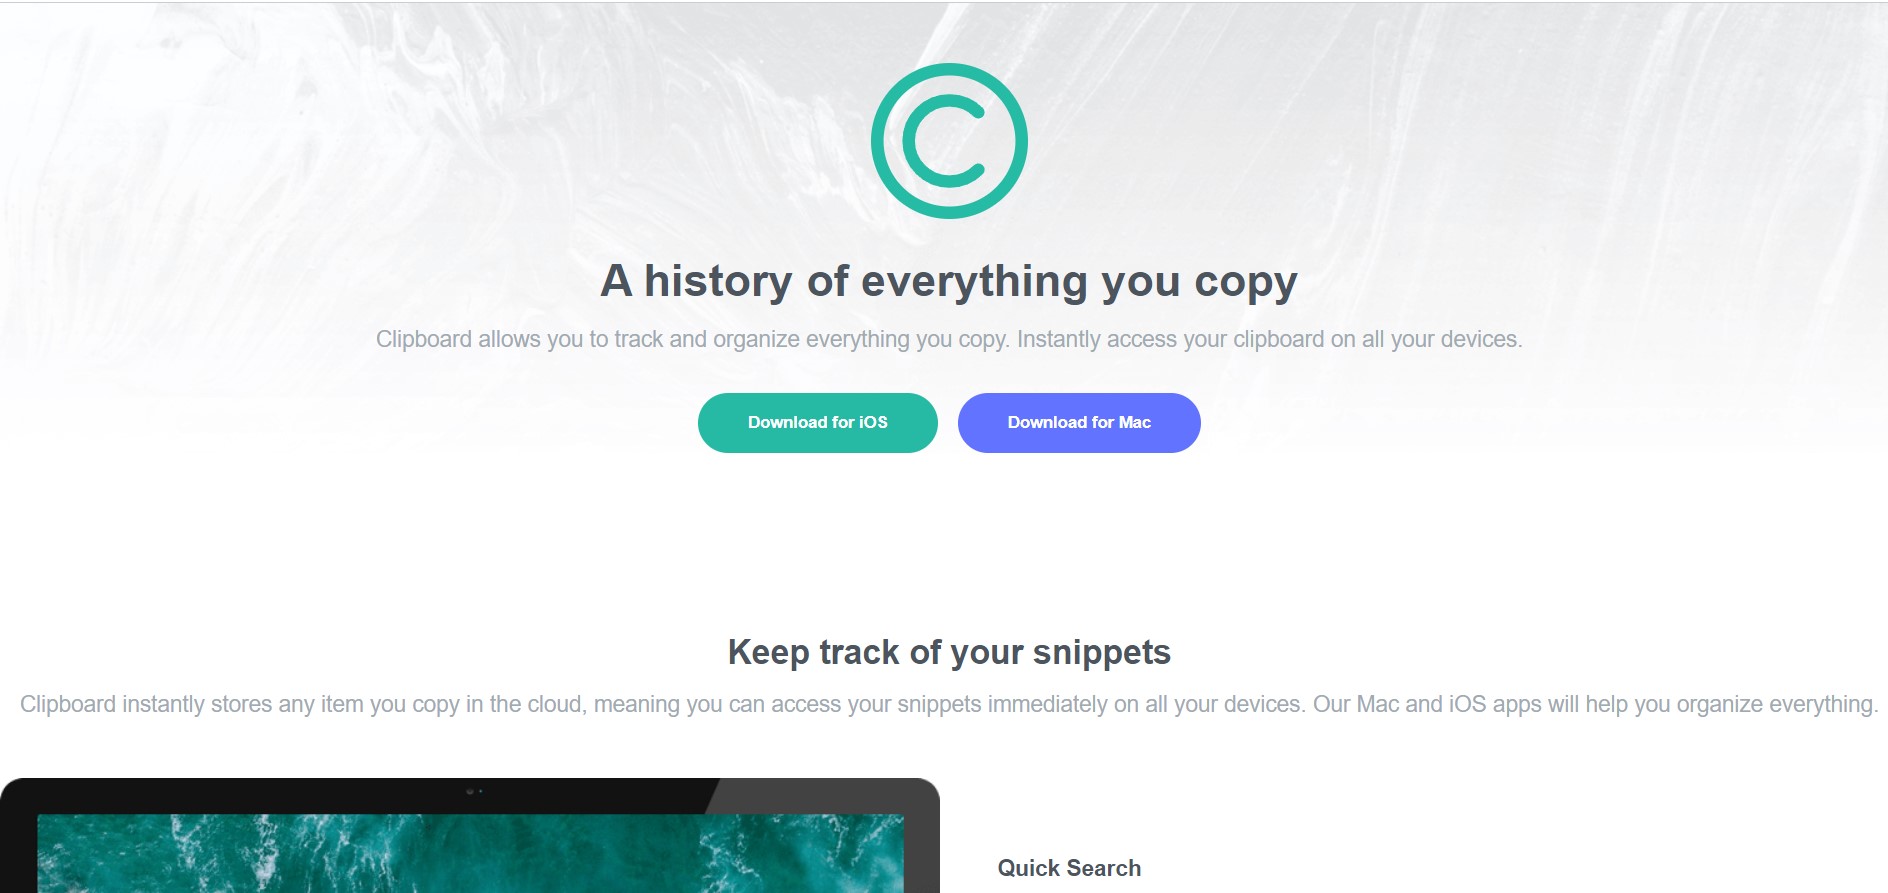 A history of everything you copy
Clipboard allows you to track and organize everything you copy. Instantly access your clipboard on all your devices.
Download for iOS
Download for Mac
Keep track of your snippets
Clipboard instantly stores any item you copy in the cloud, meaning you can access your snippets immediately on all your devices. Our Mac and iOS apps will help you organize everything.
Quick Search